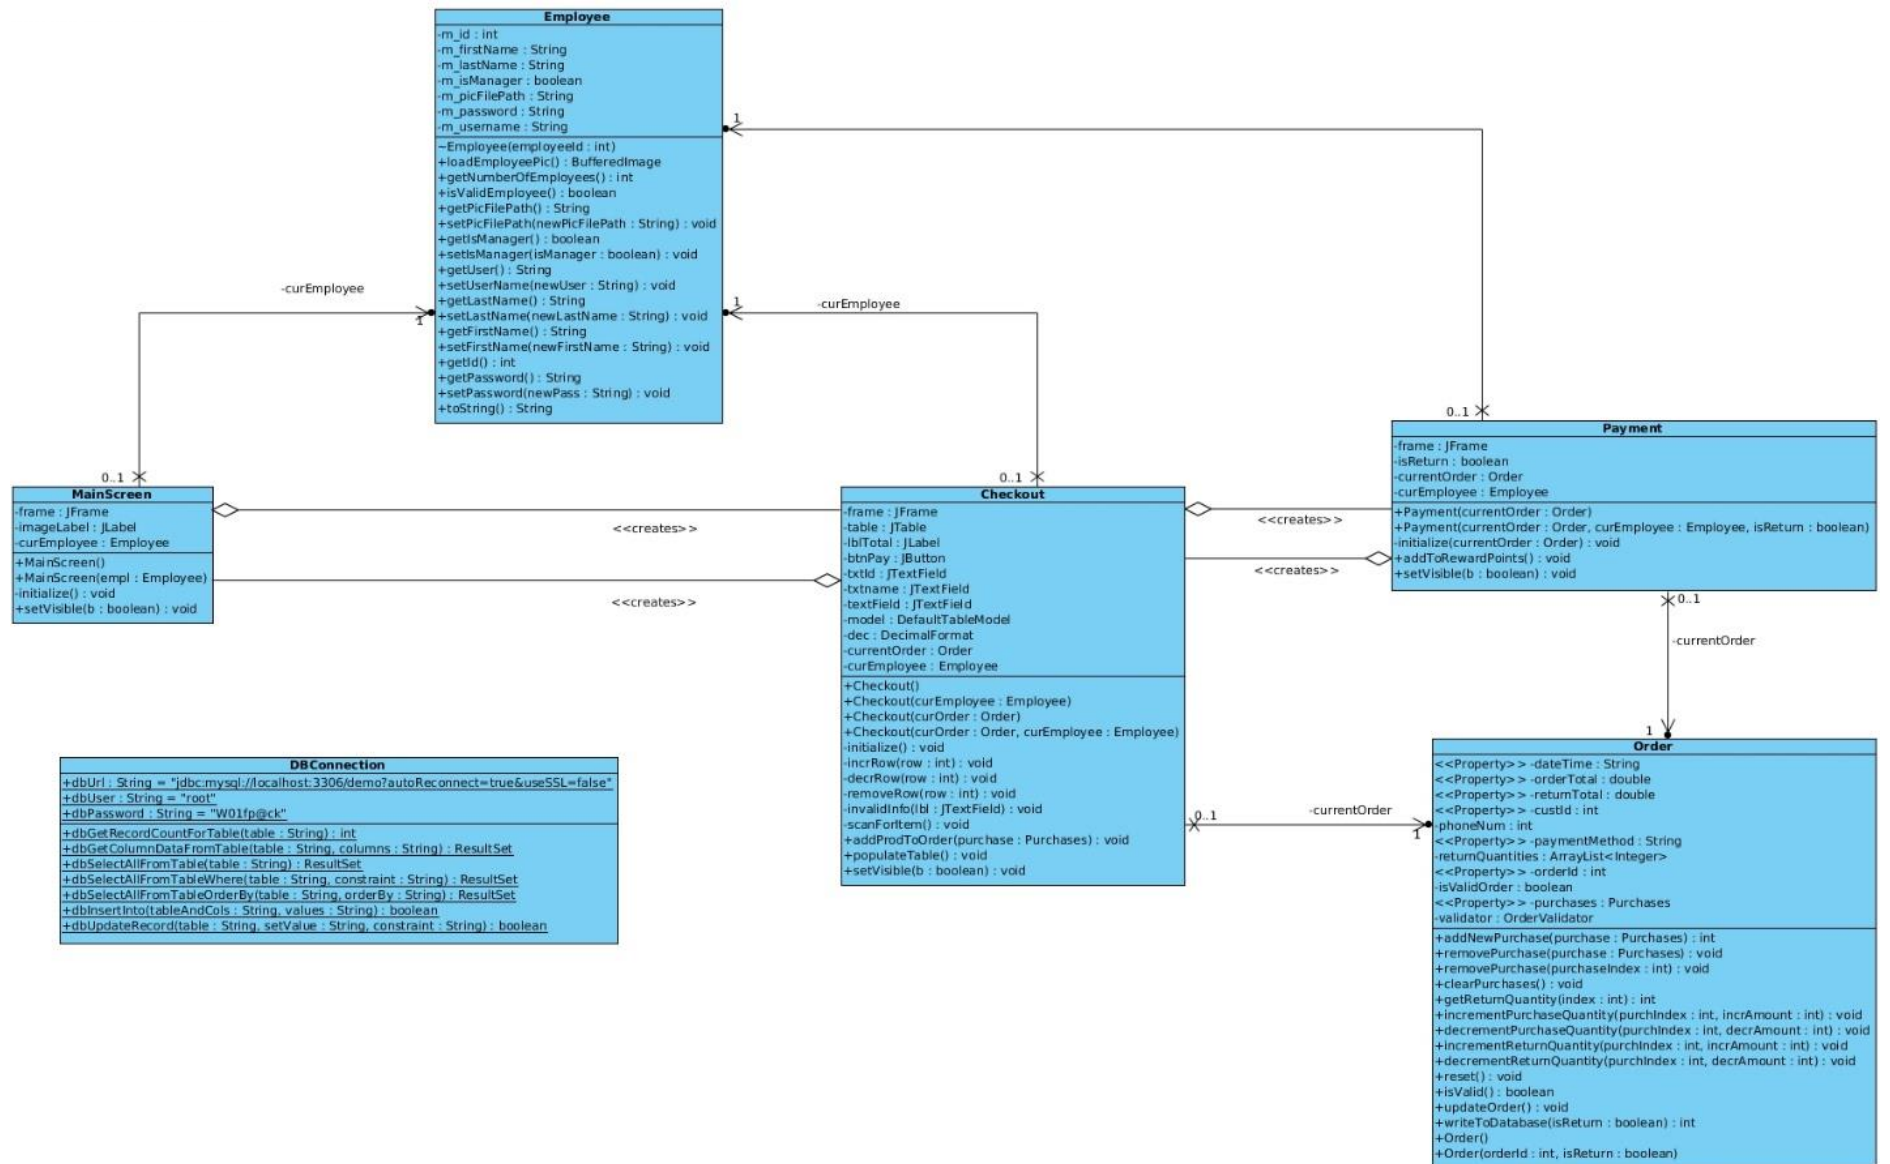 Employee
-m_id : int
-m_firstName : String
-m_lastName : String
-m_isManager : boolean
-m_picFilePath : String
-m_password : String
-m_username : String
~Employee(employeeId : int)
+loadEmployeePic() : BufferedImage
+getNumberOfEmployees() : int
+isValidEmployee() : boolean
+getPicFilePath() : String
+setPicFilePath(newPicFilePath : String) : void
+getIsManager() : boolean
+setIsManager(isManager : boolean) : void
+getUser() : String
+setUserName(newUser : String) : void
+getLastName() : String
+setLastName(newLastName : String) : void
+getFirstName() : String
+setFirstName(newFirstName : String) : void
+getId() : int
+getPassword() : String
+setPassword(newPass : String) : void
+toString() : String
1
-curEmployee
1
1
-curEmployee
0..1
0..1
0..1
MainScreen
-frame : JFrame
-imageLabel : JLabel
-curEmployee : Employee
+MainScreen()
+MainScreen(empl : Employee)
-initialize() : void
+setVisible(b : boolean) : void
<<creates>>
<<creates>>
Checkout
-frame : JFrame
-table : JTable
-lblTotal : JLabel
-btnPay : JButton
-txtId : JTextField
-txtname : JTextField
-textField : JTextField
-model : DefaultTableModel
-dec : DecimalFormat
-currentOrder : Order
-curEmployee : Employee
+Checkout()
+Checkout(curEmployee : Employee)
+Checkout(curOrder : Order)
+Checkout(curOrder : Order, curEmployee : Employee)
-initialize() : void
-incrRow(row : int) : void
-decrRow(row : int) : void
-removeRow(row : int) : void
-invalidInfo(lbl : JTextField) : void
-scanForItem() : void
+addProdToOrder(purchase : Purchases) : void
+populateTable() : void
+setVisible(b : boolean) : void
<<creates>>
<<creates>>
Payment
-frame : JFrame
-isReturn : boolean
-currentOrder : Order
-curEmployee : Employee
+Payment(currentOrder : Order)
+Payment(currentOrder : Order, curEmployee : Employee, isReturn : boolean)
-initialize(currentOrder : Order) : void
+addToRewardPoints() : void
+setVisible(b : boolean) : void
0..1
-currentOrder
1
0..1
-currentOrder
1
DBConnection
+dbUrl : String = "jdbc:mysql://localhost:3306/demo?autoReconnect=true&useSSL=false"
+dbUser : String = "root"
+dbPassword : String = "W01fp@ck"
+dbGetRecordCountForTable(table : String) : int
+dbGetColumnDataFromTable(table : String, columns : String) : ResultSet
+dbSelectAllFromTable(table : String) : ResultSet
+dbSelectAllFromTableWhere(table : String, constraint : String) : ResultSet
+dbSelectAllFromTableOrderBy(table : String, orderBy : String) : ResultSet
+dbInsertInto(tableAndCols : String, values : String) : boolean
+dbUpdateRecord(table : String, setValue : String, constraint : String) : boolean
Order
<<Property>> -dateTime : String
<<Property>> -orderTotal : double
<<Property>> -returnTotal : double
<<Property>> -custId : int
-phoneNum : int
<<Property>> -paymentMethod : String
-returnQuantities : ArrayList<Integer>
<<Property>> -orderId : int
-isValidOrder : boolean
<<Property>> -purchases : Purchases
-validator : OrderValidator
+addNewPurchase(purchase : Purchases) : int
+removePurchase(purchase : Purchases) : void
+removePurchase(purchaseIndex : int) : void
+clearPurchases() : void
+getReturnQuantity(index : int) : int
+incrementPurchaseQuantity(purchIndex : int, incrAmount : int) : void
+decrementPurchaseQuantity(purchIndex : int, decrAmount : int) : void
+incrementReturnQuantity(purchIndex : int, incrAmount : int) : void
+decrementReturnQuantity(purchIndex : int, decrAmount : int) : void
+reset() : void
+isValid() : boolean
+updateOrder() : void
+writeToDatabase(isReturn : boolean) : int
+Order()
+Order(orderId : int, isReturn : boolean)